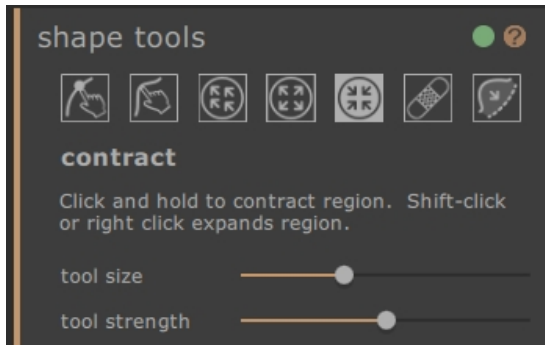 shape tools
?
contract
Click and hold to contract region.  Shift-click
or right click expands region.
tool size
tool strength